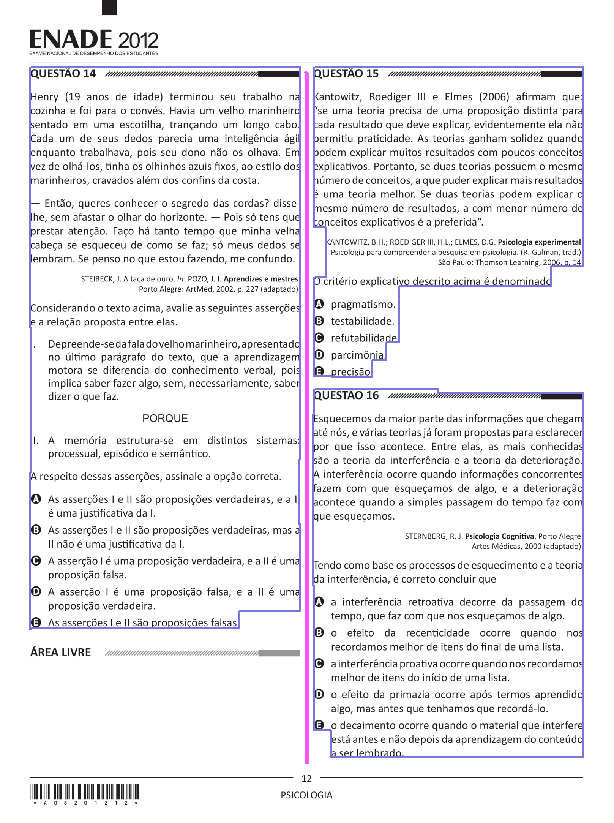 ENADE 2012
EXAME NACIONAL DE DESEMPENHO DOS ESTUDANTES
QUESTÃO 14
Henry (19 anos de idade) terminou seu trabalho na
cozinha e foi para o convés. Havia um velho marinheiro
sentado em uma escotilha, trançando um longo cabo.
Cada um de seus dedos parecia uma inteligência ágil
enquanto trabalhava, pois seu dono não os olhava. Em
vez de olhá los, tinha os olhinhos azuis fixos, ao estilo dos
marinheiros, cravados além dos confins da costa.
— Então, queres conhecer o segredo das cordas? disse-
lhe, sem afastar o olhar do horizonte. — Pois só tens que
prestar atenção. Faço há tanto tempo que minha velha
cabeça se esqueceu de como se faz; só meus dedos se
lembram. Se penso no que estou fazendo, me confundo.
STEIBECK, J. A taça de ouro. In: POZO, J. I. Aprendizes e mestres.
Porto Alegre: ArtMed, 2002, p. 227 (adaptado)
Considerando o texto acima, avalie as seguintes asserções
e a relação proposta entre elas.
I. Depreende-se da fala do velho marinheiro, apresentado
no último parágrafo do texto, que a aprendizagem
motora se diferencia do conhecimento verbal, pois
implica saber fazer algo, sem, necessariamente, saber
dizer o que faz.
PORQUE
II. A memória estrutura-se em distintos sistemas:
processual, episódico e semântico.
A respeito dessas asserções, assinale a opção correta.
A As asserções I e II são proposições verdadeiras, e a II
é uma justificativa da I.
B As asserções I e II são proposições verdadeiras, mas a
II não é uma justificativa da I.
C A asserção I é uma proposição verdadeira, e a II é uma
proposição falsa.
D A asserção I é uma proposição falsa, e a II é uma
proposição verdadeira.
E As asserções I e II são proposições falsas.
ÁREA LIVRE
QUESTÃO 15
Kantowitz, Roediger III e Elmes (2006) afirmam que:
"se uma teoria precisa de uma proposição distinta para
cada resultado que deve explicar, evidentemente ela não
permitiu praticidade. As teorias ganham solidez quando
podem explicar muitos resultados com poucos conceitos
explicativos. Portanto, se duas teorias possuem o mesmo
número de conceitos, a que puder explicar mais resultados
é uma teoria melhor. Se duas teorias podem explicar o
mesmo número de resultados, a com menor número de
conceitos explicativos é a preferida".
KANTOWITZ, B.H.; ROEDIGER III, H.L.; ELMES, D.G. Psicologia experimental
Psicologia para compreender a pesquisa em psicologia. (R. Galman, trad.)
São Paulo: Thomson Learning, 2006, p. 14
O critério explicativo descrito acima é denominado
A pragmatismo.
B testabilidade.
C refutabilidade
D parcimônia
E precisão
QUESTÃO 16
Esquecemos da maior parte das informações que chegam
até nós, e várias teorias já foram propostas para esclarecer
por que isso acontece. Entre elas, as mais conhecidas
são a teoria da interferência e a teoria da deterioração.
A interferência ocorre quando informações concorrentes
fazem com que esqueçamos de algo, e a deterioração
acontece quando a simples passagem do tempo faz com
que esqueçamos.
STERNBERG, R. J. Psicologia Cognitiva. Porto Alegre
Artes Médicas, 2000 (adaptado)
Tendo como base os processos de esquecimento e a teoria
da interferência, é correto concluir que
A a interferência retroativa decorre da passagem do
tempo, que faz com que nos esqueçamos de algo.
B o efeito da recenticidade ocorre quando nos
recordamos melhor de itens do final de uma lista.
C a interferência proativa ocorre quando nos recordamos
melhor de itens do início de uma lista.
D o efeito da primazia ocorre após termos aprendido
algo, mas antes que tenhamos que recordá-lo.
E o decaimento ocorre quando o material que interfere
está antes e não depois da aprendizagem do conteúdo
a ser lembrado.
12
PSICOLOGIA
*A0820121 2*